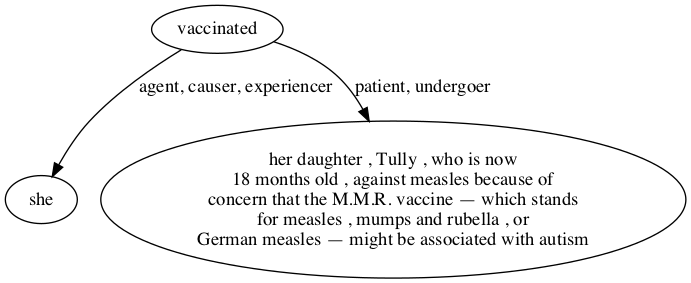 vaccinated
agent, causer, experiencer
patient, undergoer
she
her daughter , Tully , who is now
18 months old , against measles because of
concern that the M.M.R. vaccine — which stands
for measles , mumps and rubella , or
German measles — might be associated with autism